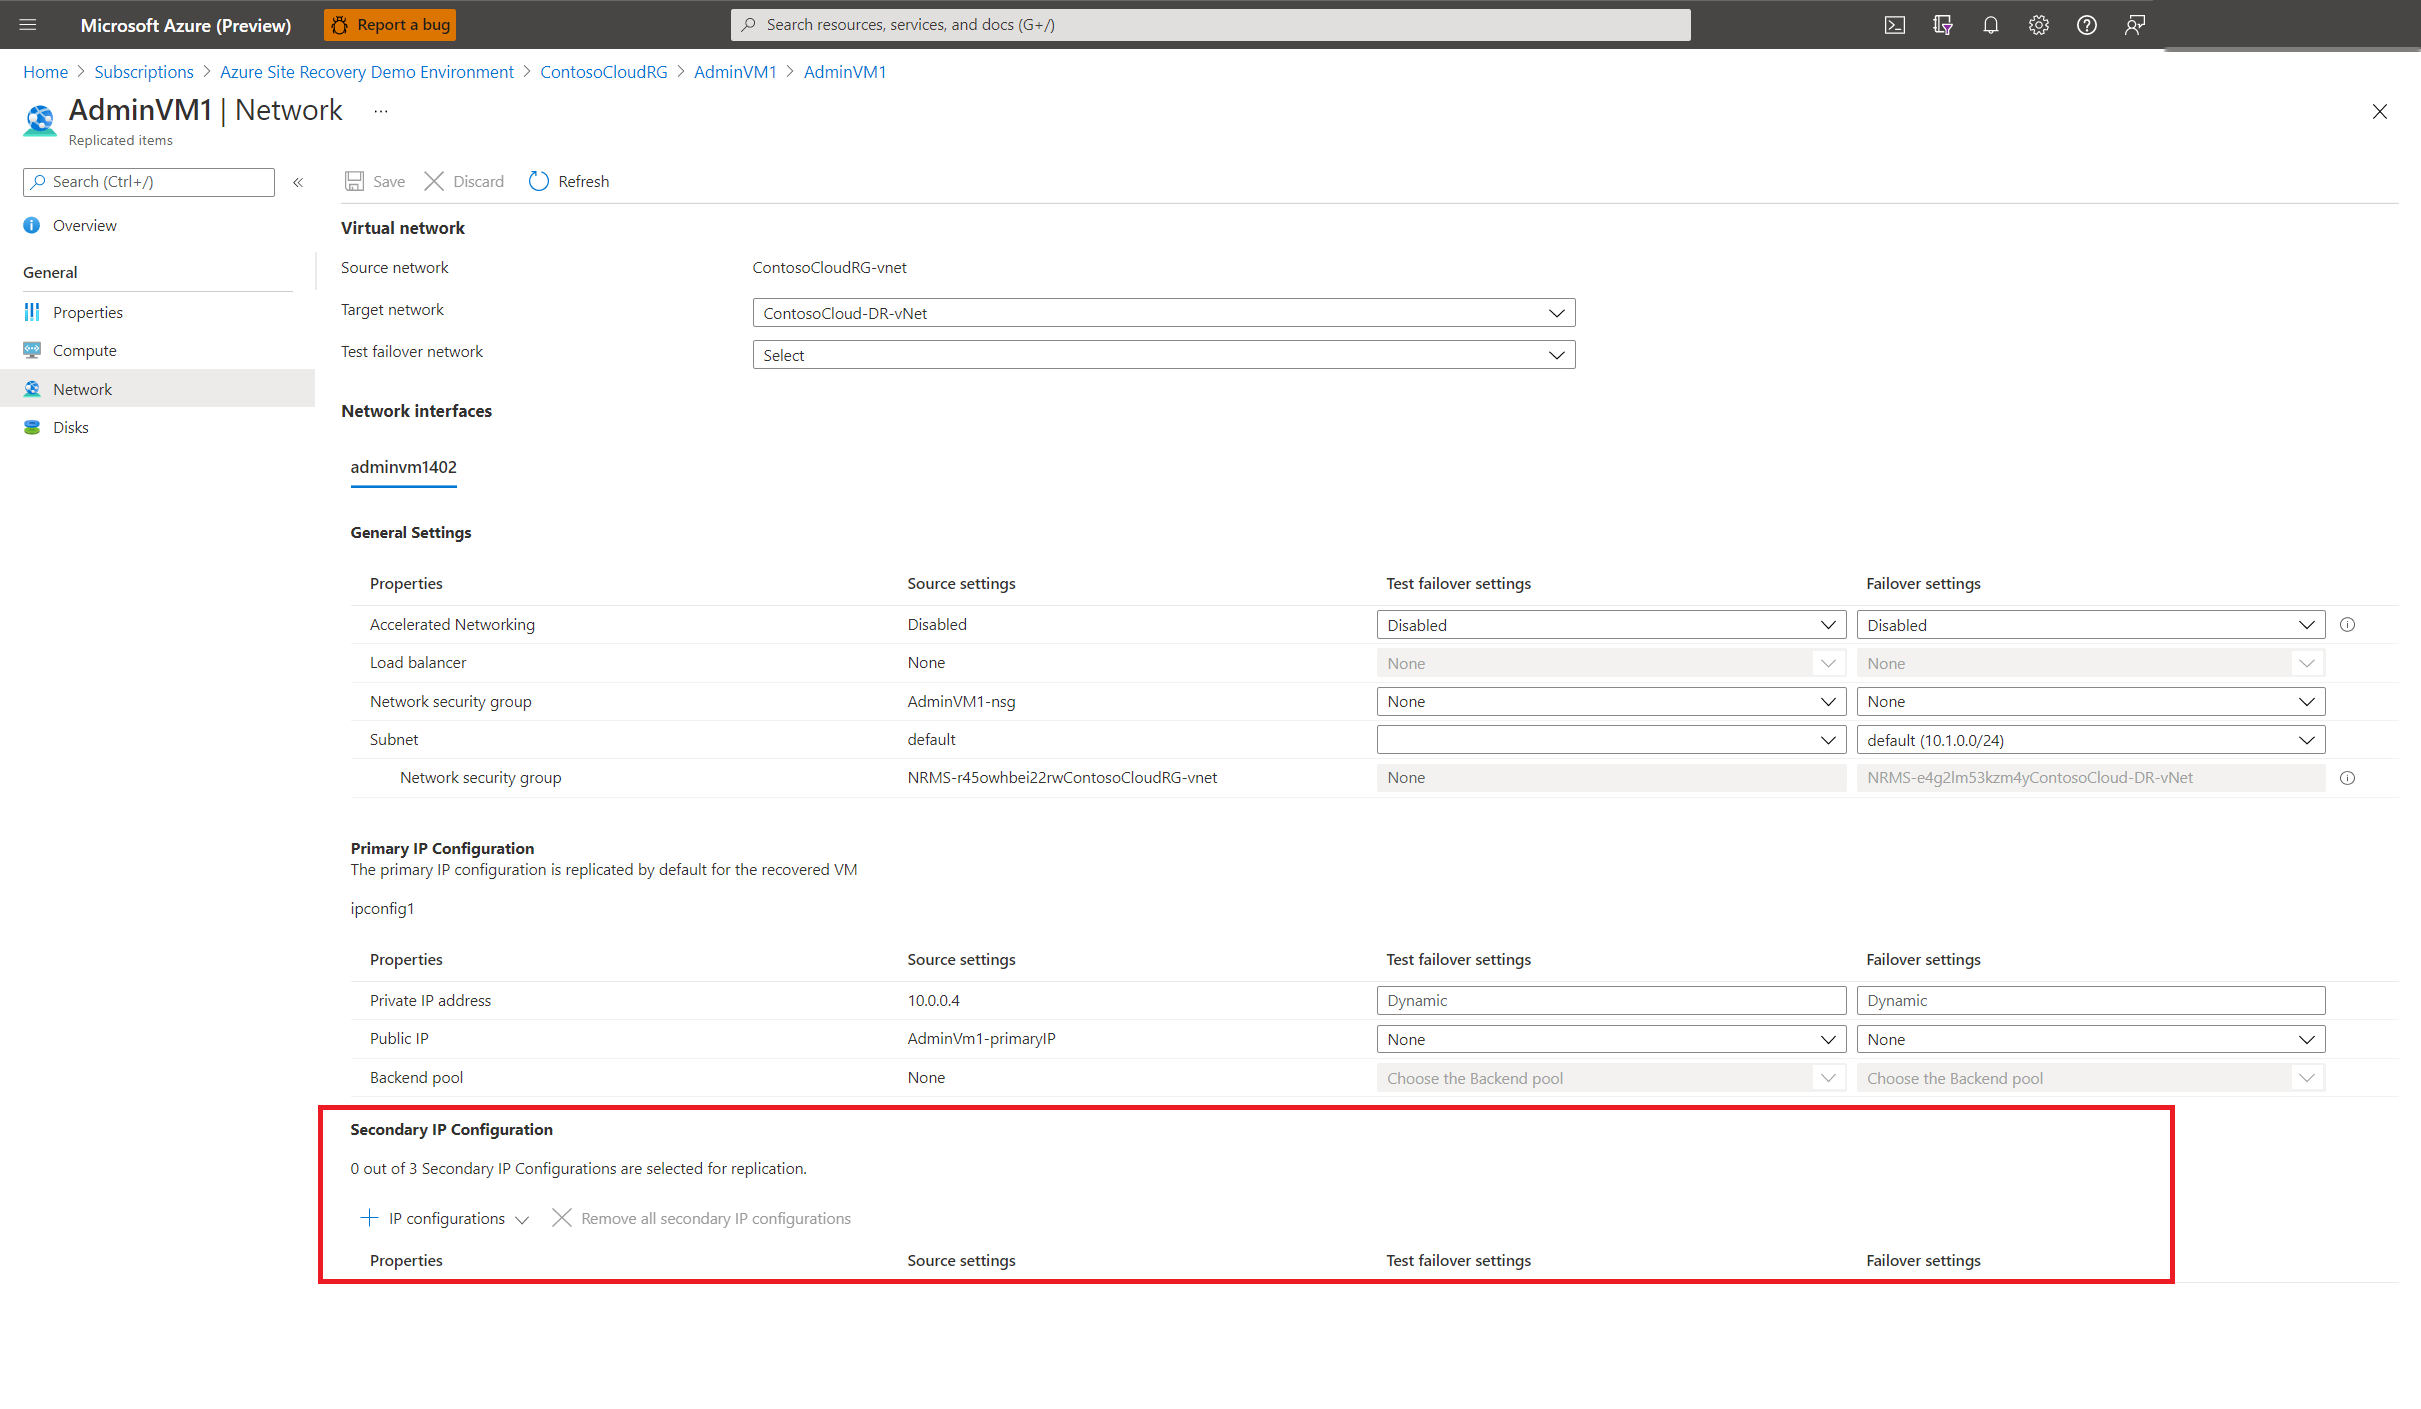 Microsoft Azure (Preview)
Report a bug
Search resources, services, and docs (G+/)
Home > Subscriptions > Azure Site Recovery Demo Environment > ContosoCloudRG > AdminVM1 > AdminVM1
AdminVM1 | Network ...
Replicated items
Search (Ctrl+/) «
Save Discard Refresh
Overview
General
Properties
Compute
Network
Disks
Virtual network
Source network ContosoCloudRG-vnet
Target network ContosoCloud-DR-vNet
Test failover network Select
Network interfaces
adminvm1402
General Settings
Properties Source settings Test failover settings Failover settings
Accelerated Networking Disabled Disabled Disabled
Load balancer None None None
Network security group AdminVM1-nsg None None
Subnet default default (10.1.0.0/24)
Network security group NRMS-r45owhbei22rwContosoCloudRG-vnet None NRMS-e4g2lm53kzm4yContosoCloud-DR-vNet
Primary IP Configuration
The primary IP configuration is replicated by default for the recovered VM
ipconfig1
Properties Source settings Test failover settings Failover settings
Private IP address 10.0.0.4 Dynamic Dynamic
Public IP AdminVm1-primaryIP None None
Backend pool None Choose the Backend pool Choose the Backend pool
Secondary IP Configuration
0 out of 3 Secondary IP Configurations are selected for replication.
IP configurations Remove all secondary IP configurations
Properties Source settings Test failover settings Failover settings